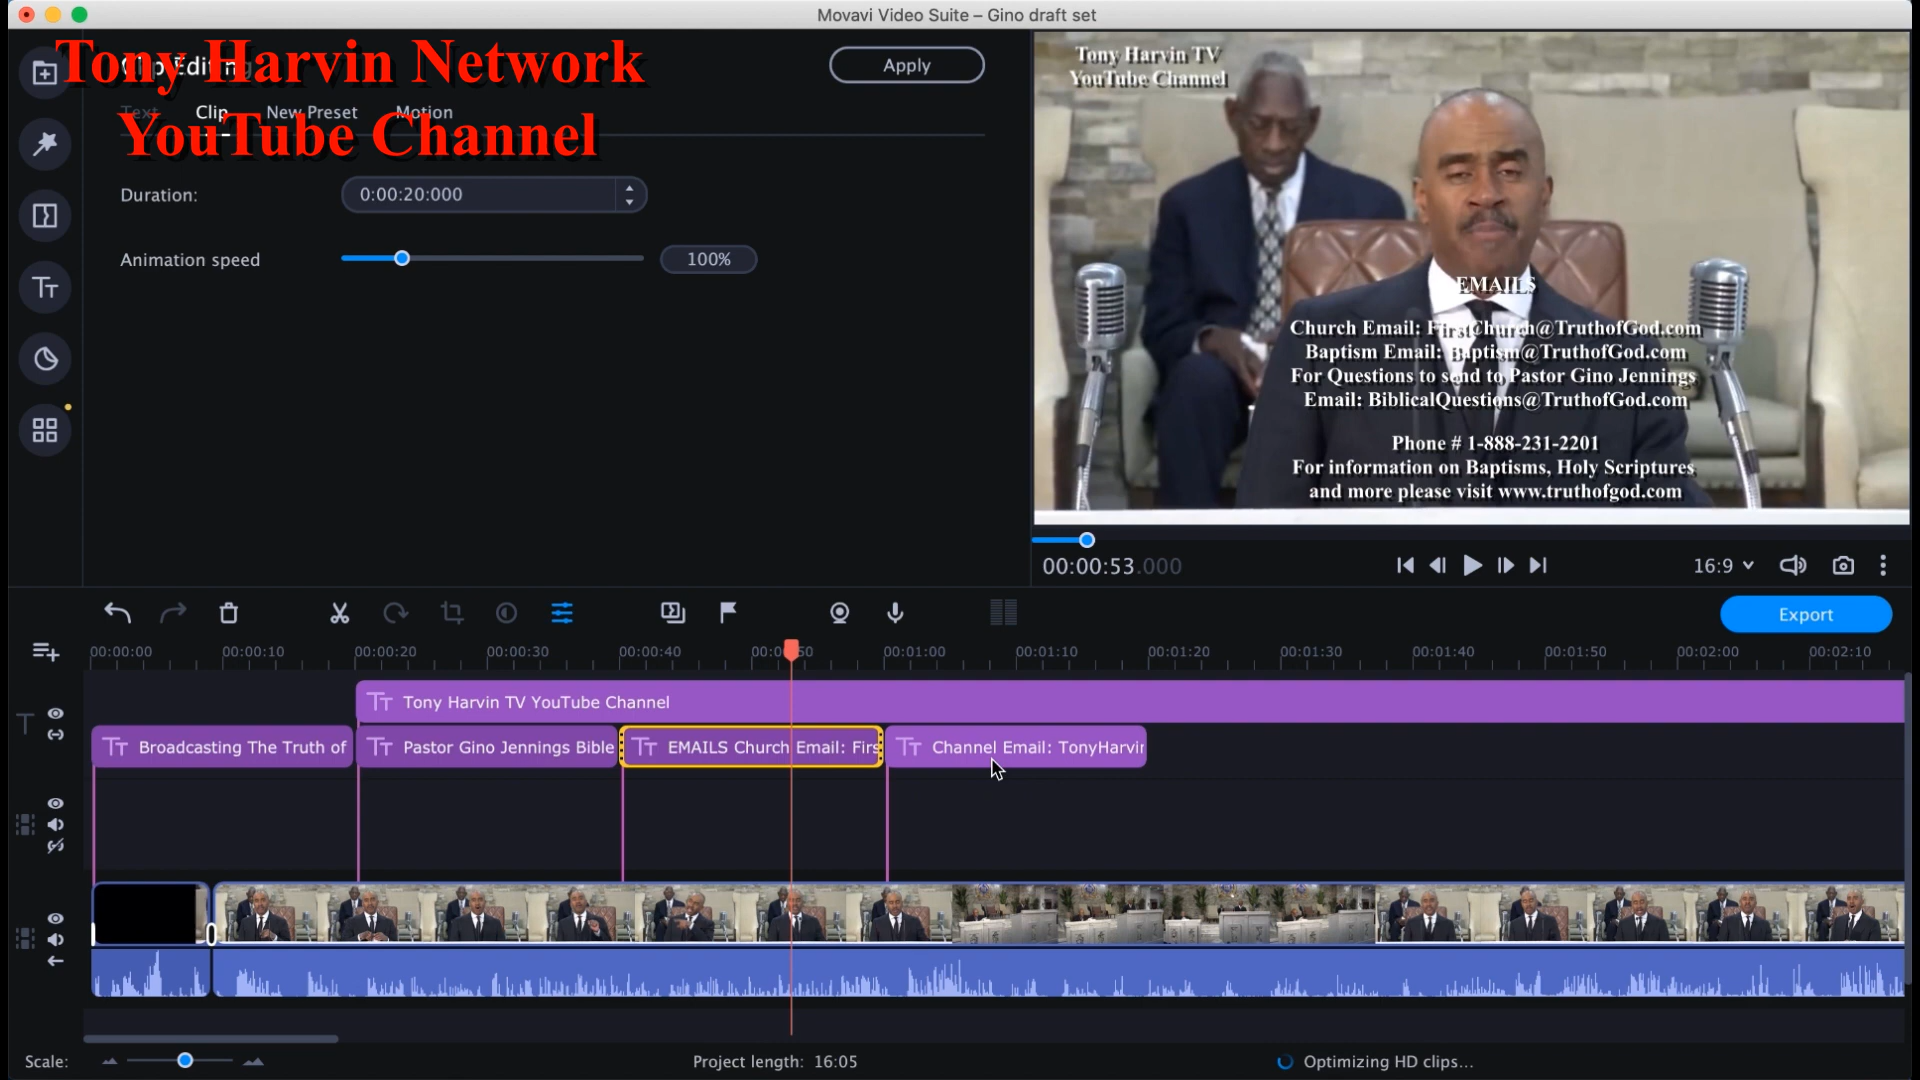 Movavi Video Suite – Gino draft set
Tony Harvin Network
YouTube Channel
Clip Editing
Apply
Text
Clip
New Preset
Motion
Duration:
0:00:20:000
Animation speed
100%
Tony Harvin TV
YouTube Channel
EMAILS
Church Email: FirstChurch@TruthofGod.com
Baptism Email: Baptism@TruthofGod.com
For Questions to send to Pastor Gino Jennings
Email: BiblicalQuestions@TruthofGod.com
Phone # 1-888-231-2201
For information on Baptisms, Holy Scriptures
and more please visit www.truthofgod.com
00:00:53.000
16:9
Export
00:00:00
00:00:10
00:00:20
00:00:30
00:00:40
00:00:50
00:01:00
00:01:10
00:01:20
00:01:30
00:01:40
00:01:50
00:02:00
00:02:10
Tony Harvin TV YouTube Channel
Broadcasting The Truth of
Pastor Gino Jennings Bible
EMAILS Church Email: Firs
Channel Email: TonyHarvin
Scale:
Project length: 16:05
Optimizing HD clips...